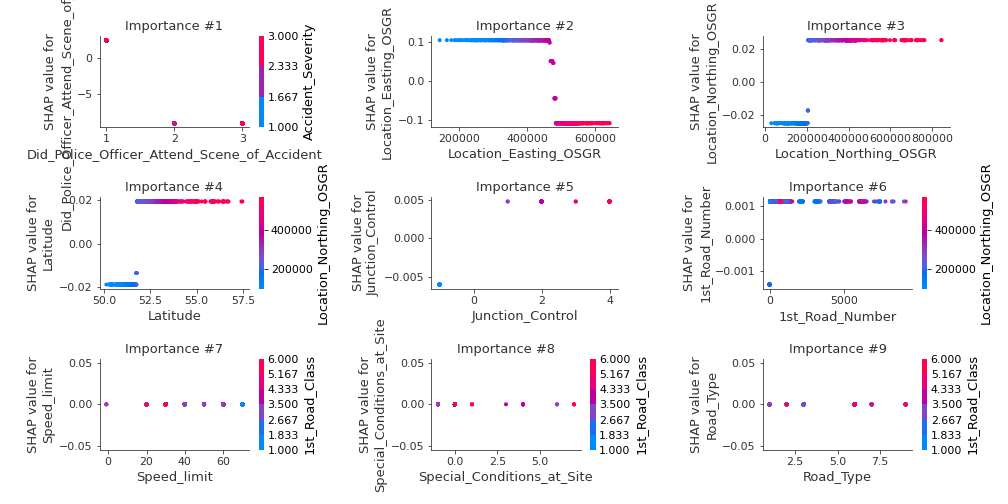 Importance #1
SHAP value for
Did_Police_Officer_Attend_Scene_of
0
−5
1
2
3
Did_Police_Officer_Attend_Scene_of_Accident
3.000
2.333
1.667
1.000
Accident_Severity
Importance #2
SHAP value for
Location_Easting_OSGR
0.1
0.0
−0.1
200000
400000
600000
Location_Easting_OSGR
Importance #3
SHAP value for
Location_Northing_OSGR
0.02
0.00
−0.02
0
200000
400000
600000
800000
Location_Northing_OSGR
Importance #4
SHAP value for
Latitude
0.02
0.00
−0.02
50.0
52.5
55.0
57.5
Latitude
400000
200000
Location_Northing_OSGR
Importance #5
SHAP value for
Junction_Control
0.005
0.000
−0.005
0
2
4
Junction_Control
Importance #6
SHAP value for
1st_Road_Number
0.001
0.000
−0.001
0
5000
1st_Road_Number
400000
200000
Location_Northing_OSGR
Importance #7
SHAP value for
Speed_limit
0.05
0.00
−0.05
0
20
40
60
Speed_limit
6.000
5.167
4.333
3.500
2.667
1.833
1.000
1st_Road_Class
Importance #8
SHAP value for
Special_Conditions_at_Site
0.05
0.00
−0.05
0.0
2.5
5.0
Special_Conditions_at_Site
6.000
5.167
4.333
3.500
2.667
1.833
1.000
1st_Road_Class
Importance #9
SHAP value for
Road_Type
0.05
0.00
−0.05
2.5
5.0
7.5
Road_Type
6.000
5.167
4.333
3.500
2.667
1.833
1.000
1st_Road_Class